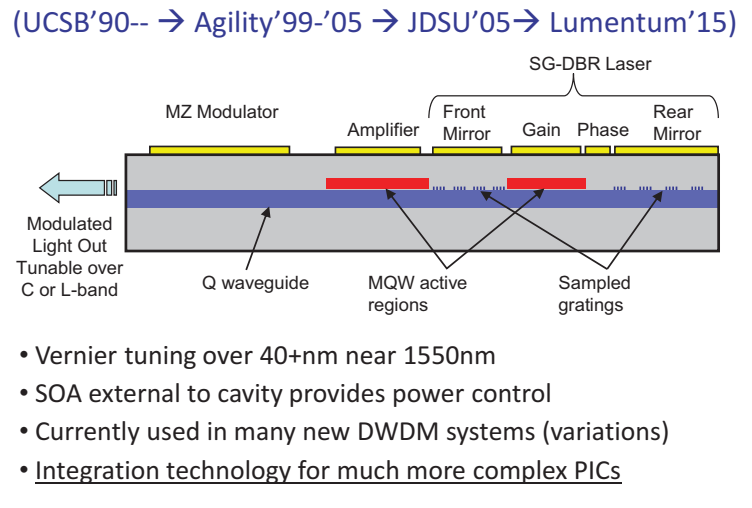 (UCSB’90-- → Agility’99-’05 → JDSU’05→ Lumentum’15)
SG-DBR Laser
MZ Modulator
Amplifier
Front
Mirror
Gain
Phase
Rear
Mirror
Modulated
Light Out
Tunable over
C or L-band
Q waveguide
MQW active
regions
Sampled
gratings
• Vernier tuning over 40+nm near 1550nm
• SOA external to cavity provides power control
• Currently used in many new DWDM systems (variations)
• Integration technology for much more complex PICs